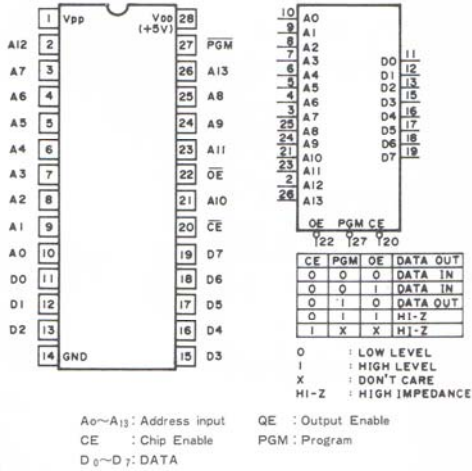 1 VPP VDD 28
(+5V)
A12 2 27 PGM
A7 3 26 A13
A6 4 25 A8
A5 5 24 A9
A4 6 23 A11
A3 7 22 OE
A2 8 21 A10
A1 9 20 CE
A0 10 19 D7
D0 11 18 D6
D1 12 17 D5
D2 13 16 D4
14 GND 15 D3
10 A0
9 A1
8 A2
7 A3 D0 11
6 A4 D1 12
5 A5 D2 13
4 A6 D3 15
3 A7 D4 16
25 A8 D5 17
24 A9 D6 18
21 A10 D7 19
23 A11
2 A12
26 A13
OE PGM CE
22 27 20
CE PGM OE DATA OUT
0 0 0 DATA IN
0 0 1 DATA IN
0 1 0 DATA OUT
0 1 1 HI-Z
1 X X HI-Z
0 : LOW LEVEL
1 : HIGH LEVEL
X : DON'T CARE
HI-Z : HIGH IMPEDANCE
A0~A13: Address input QE : Output Enable
CE : Chip Enable PGM : Program
D0~D7: DATA